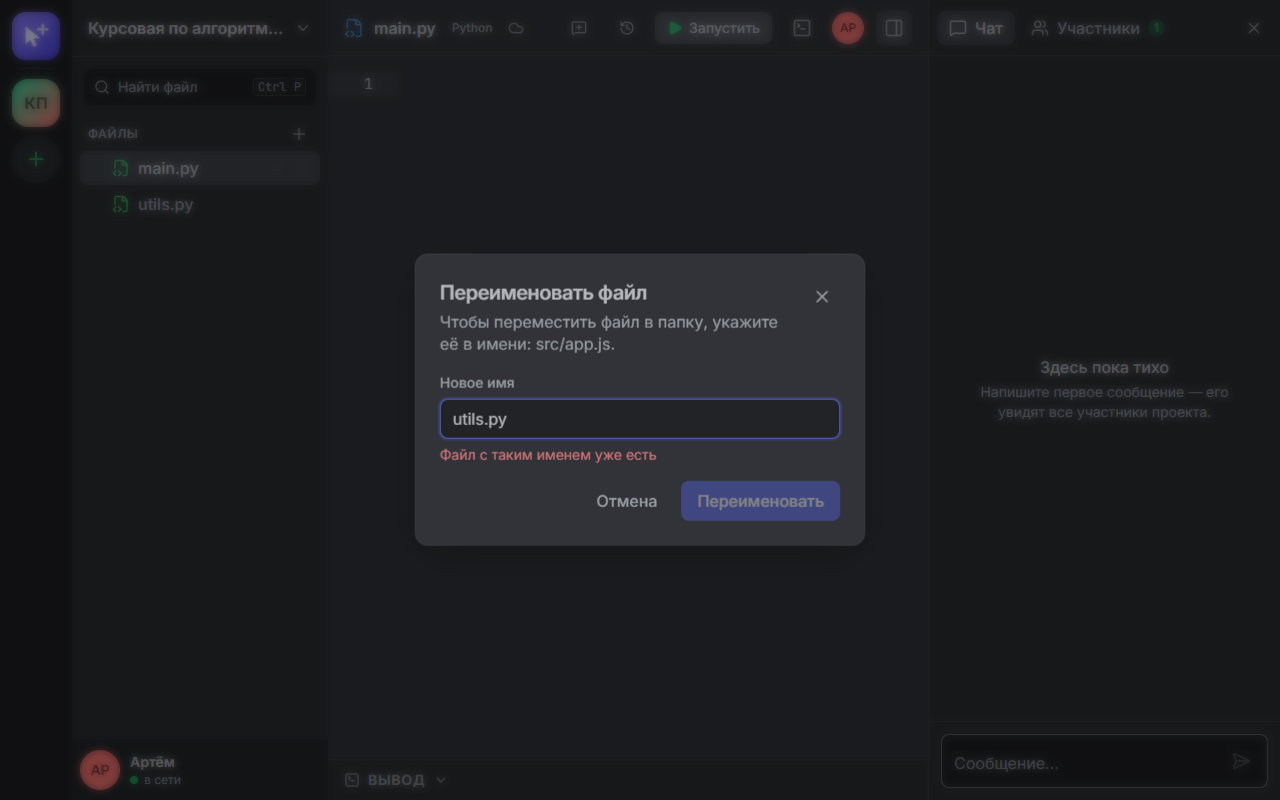 Курсовая по алгоритм...
main.py
Python
Запустить
АР
Чат
Участники
1
КП
Найти файл
Ctrl P
1
ФАЙЛЫ
main.py
utils.py
Переименовать файл
Чтобы переместить файл в папку, укажите
её в имени: src/app.js.
Новое имя
utils.py
Файл с таким именем уже есть
Отмена
Переименовать
Здесь пока тихо
Напишите первое сообщение — его
увидят все участники проекта.
АР
Артём
в сети
ВЫВОД
Сообщение...